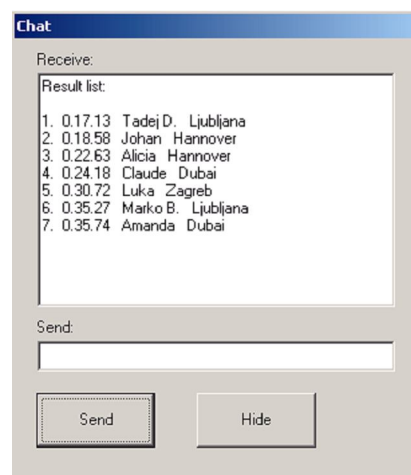 Chat
Receive:
Result list:
1. 0.17.13 Tadej D. Ljubljana
2. 0.18.58 Johan Hannover
3. 0.22.63 Alicia Hannover
4. 0.24.18 Claude Dubai
5. 0.30.72 Luka Zagreb
6. 0.35.27 Marko B. Ljubljana
7. 0.35.74 Amanda Dubai
Send:
Send Hide